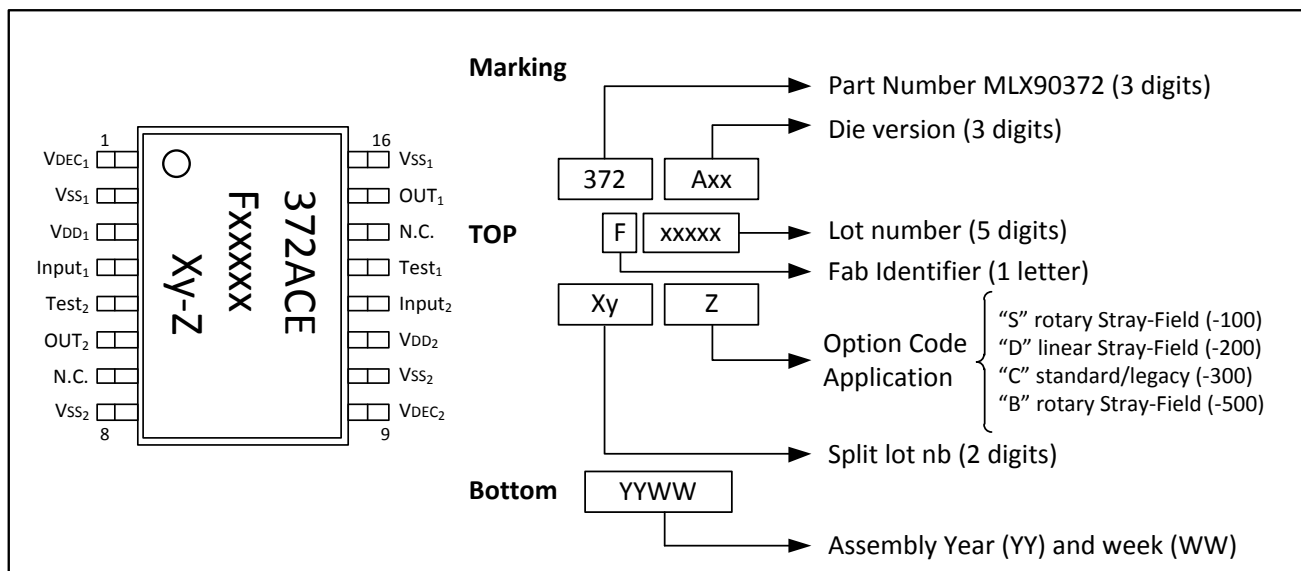 Marking
Part Number MLX90372 (3 digits)
Die version (3 digits)
1
16
VDEC1
VSS1
VSS1
OUT1
VDD1
N.C.
Input1
Test1
Test2
Input2
OUT2
VDD2
N.C.
VSS2
VSS2
VDEC2
8
9
372ACE
Fxxxxx
Xy-Z
372 Axx
TOP
F xxxxx
Lot number (5 digits)
Fab Identifier (1 letter)
Xy Z
Option Code
Application
“S” rotary Stray-Field (-100)
“D” linear Stray-Field (-200)
“C” standard/legacy (-300)
“B” rotary Stray-Field (-500)
Split lot nb (2 digits)
Bottom
YYWW
Assembly Year (YY) and week (WW)